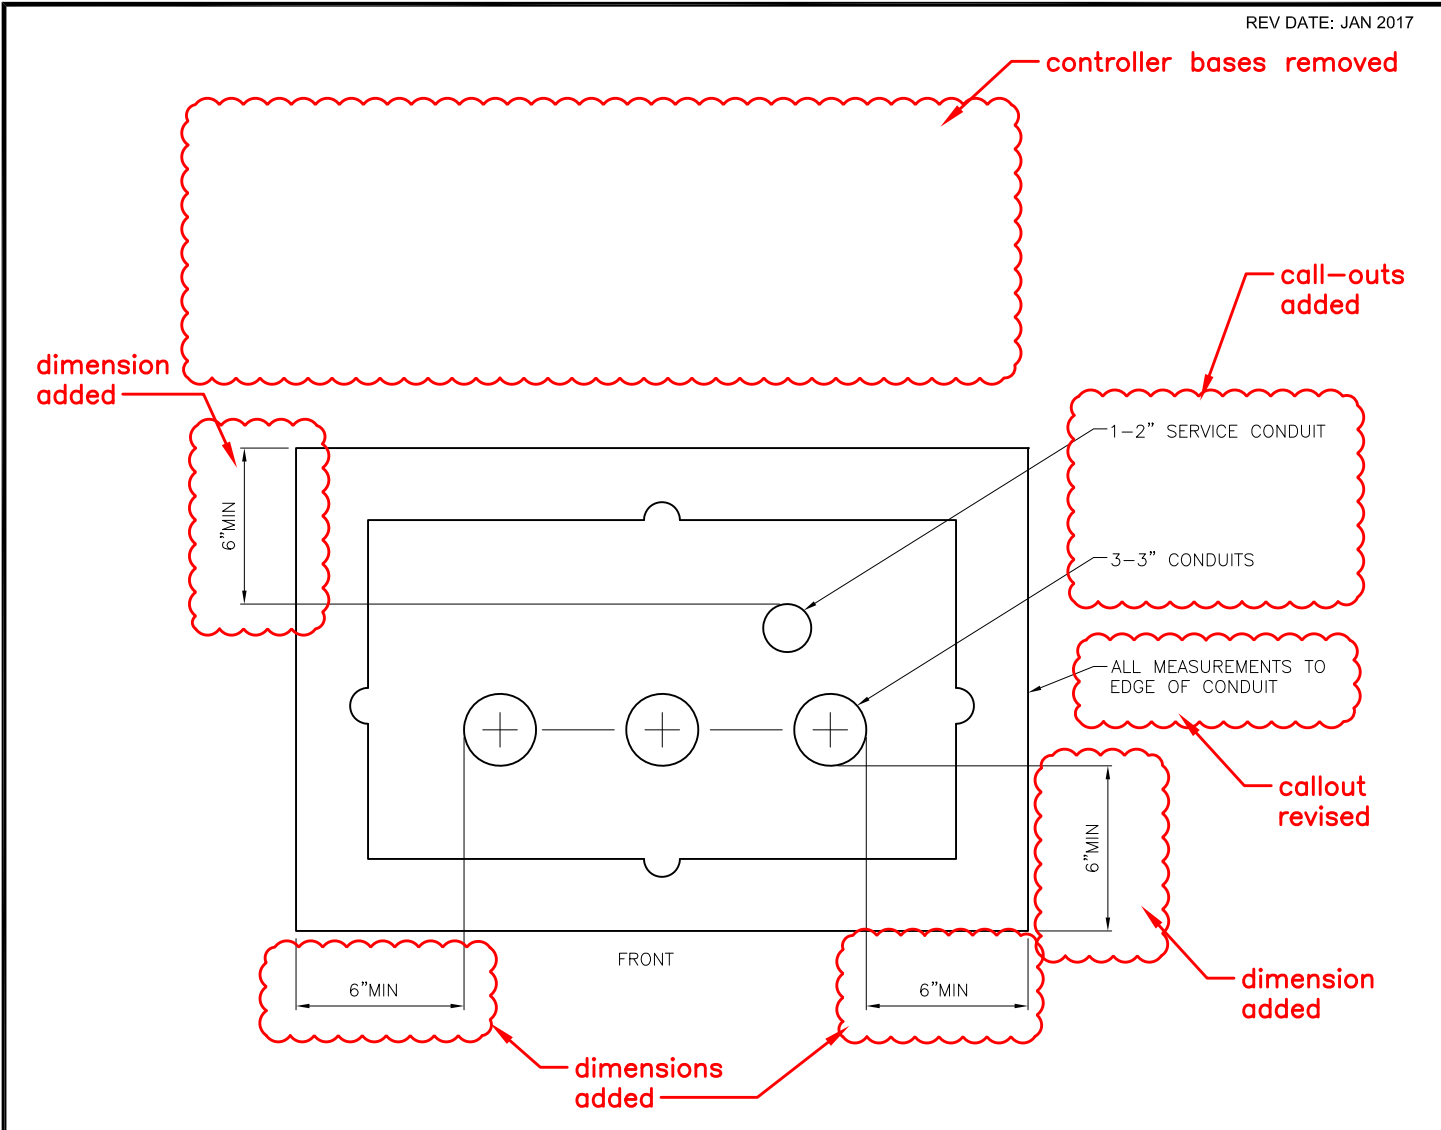 REV DATE: JAN 2017
controller bases removed
call-outs
added
dimension
added
1-2" SERVICE CONDUIT
6"MIN
3-3" CONDUITS
ALL MEASUREMENTS TO
EDGE OF CONDUIT
callout
revised
6"MIN
FRONT
6"MIN
6"MIN
dimension
added
dimensions
added